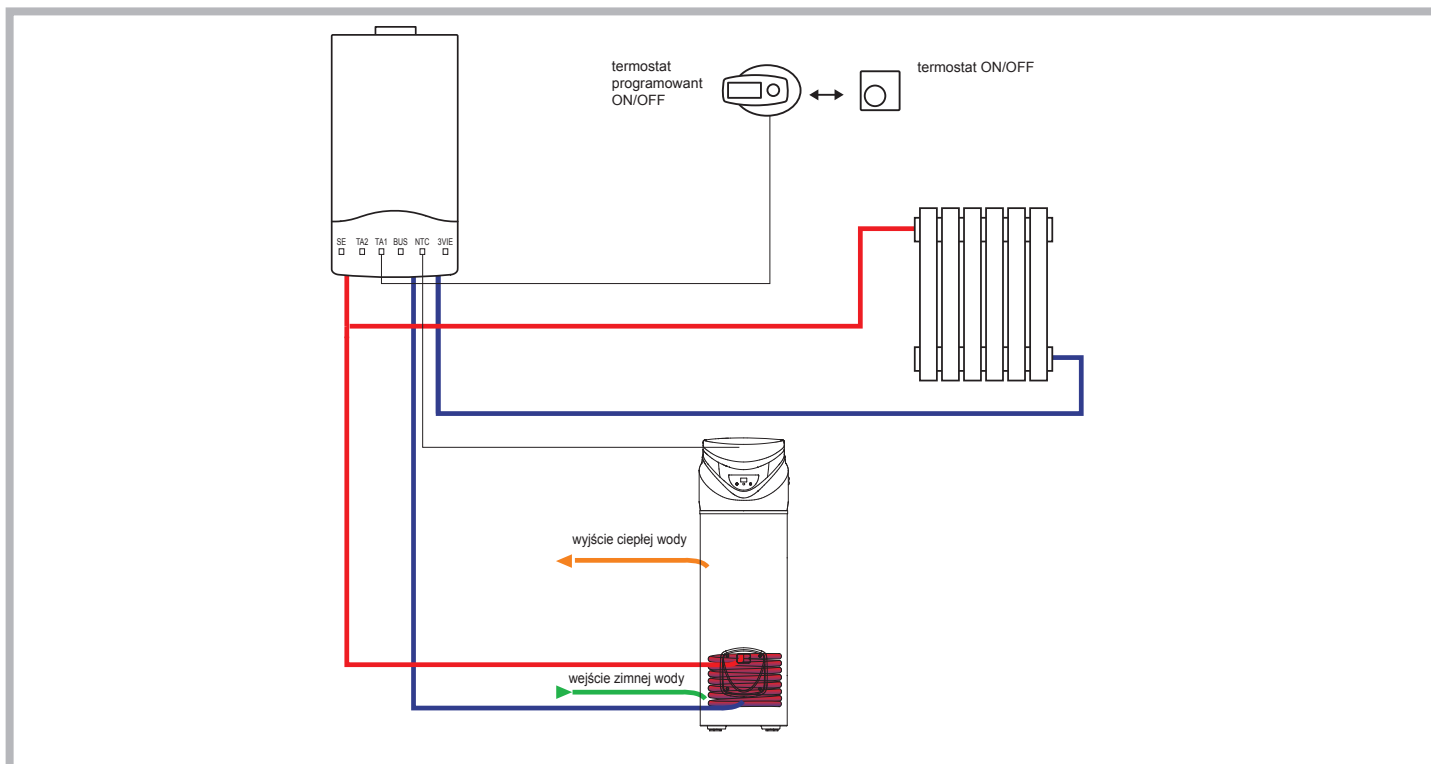 termostat
programowant
ON/OFF
termostat ON/OFF
SE TA2 TA1 BUS NTC 3VIE
wyjście ciepłej wody
wejście zimnej wody